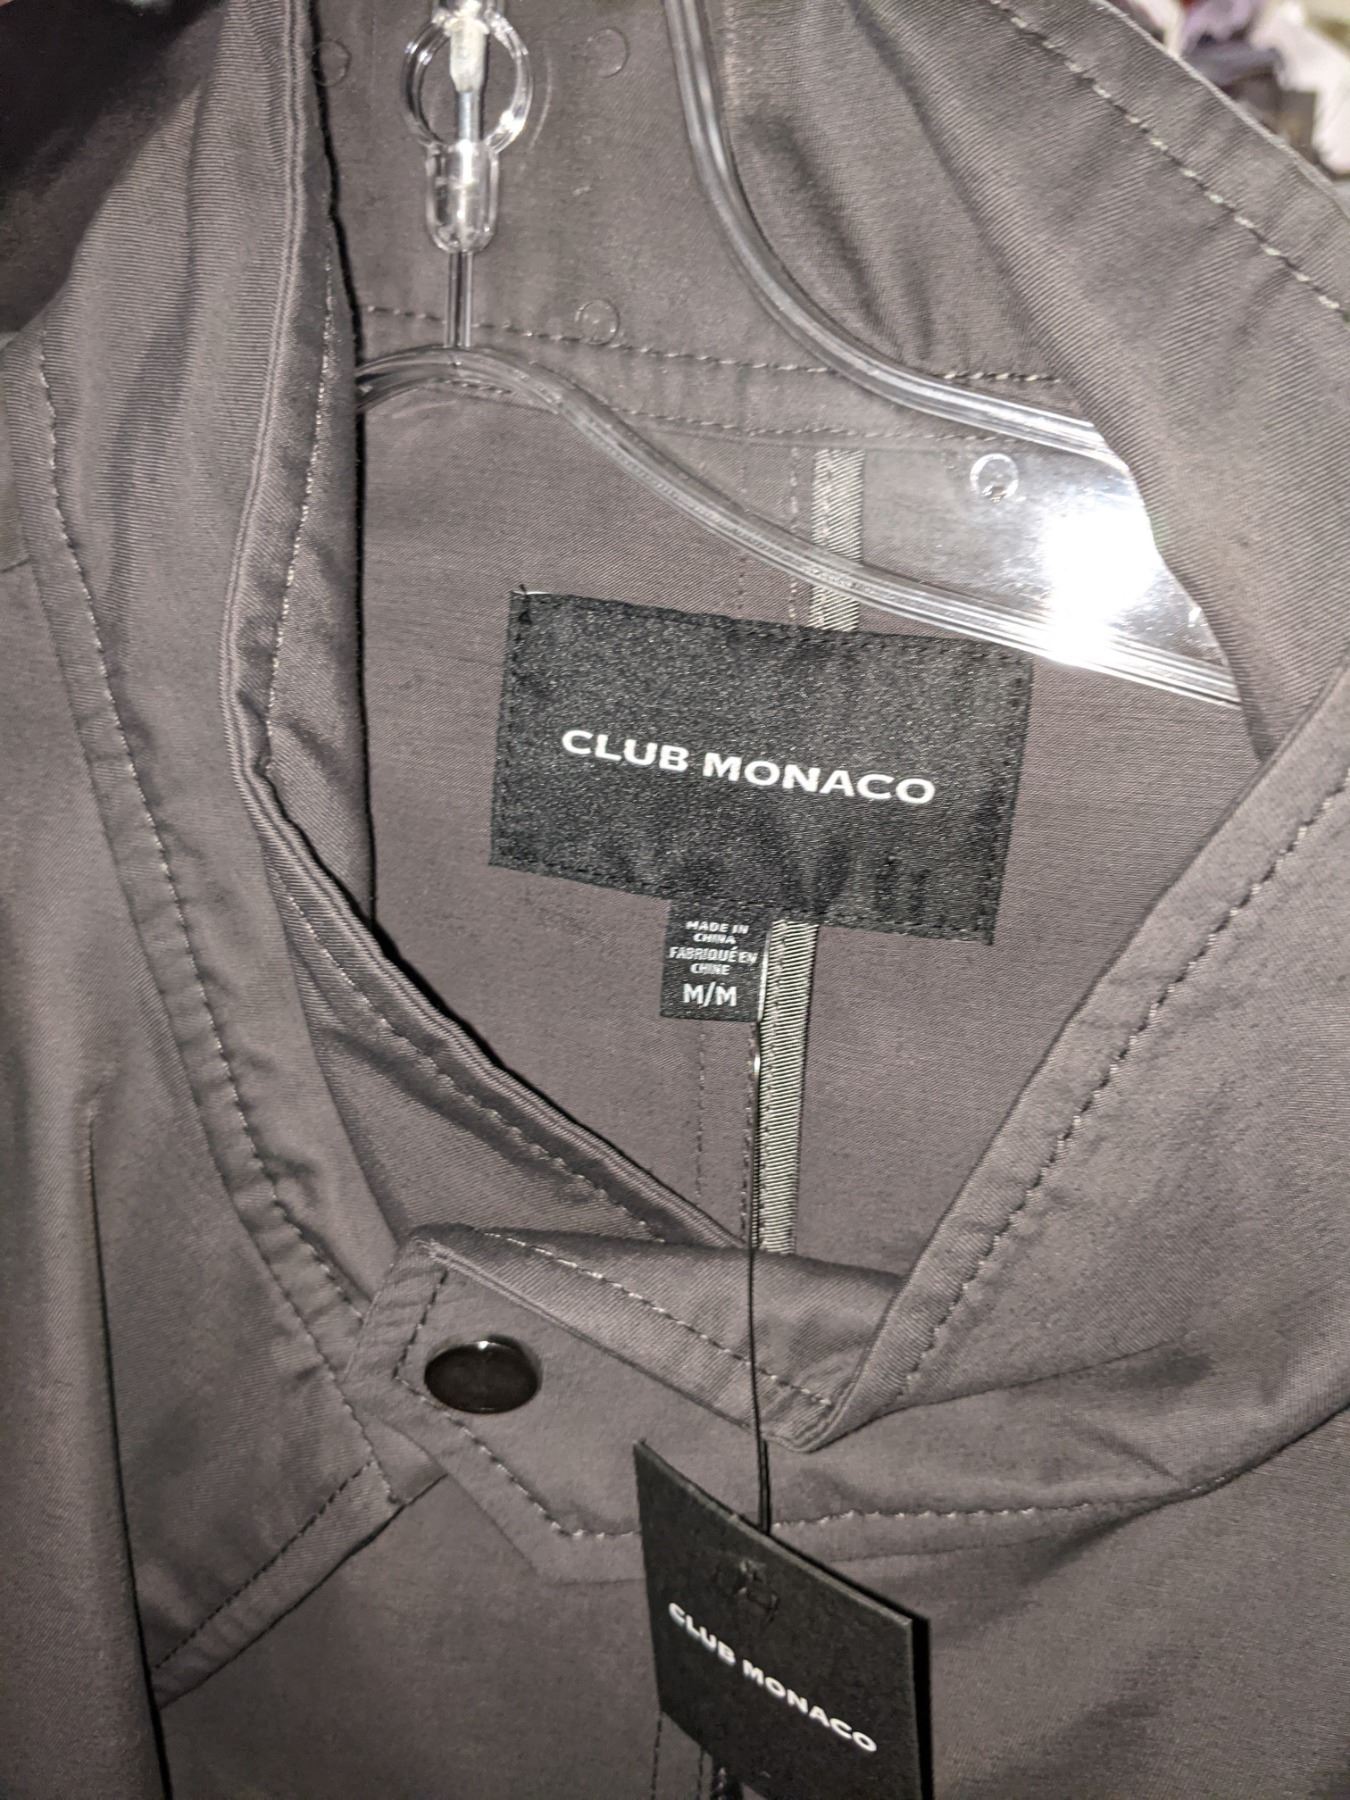 CLUB MONACO
MADE IN
CHINA
FABRIQUÉ EN
CHINE
M/M
CLUB MONACO